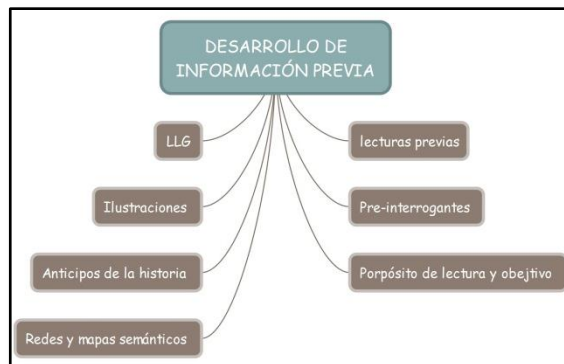 DESARROLLO DE
INFORMACIÓN PREVIA
LLG
lecturas previas
Ilustraciones
Pre-interrogantes
Anticipos de la historia
Porpósito de lectura y obejtivo
Redes y mapas semánticos